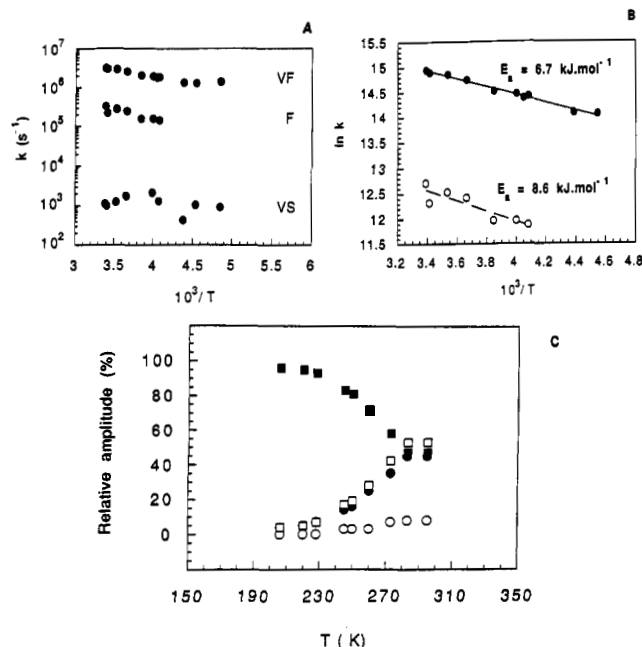 A
10^7
10^6
10^5
10^4
10^3
10^2
k (s^-1)
VF
F
VS
3 3.5 4 4.5 5 5.5 6
10^3/T
B
15.5
15
14.5
14
13.5
13
12.5
12
11.5
ln k
E_a = 6.7 kJ.mol^-1
E_a = 8.6 kJ.mol^-1
3.2 3.4 3.6 3.8 4 4.2 4.4 4.6 4.8
10^3/T
C
100
80
60
40
20
0
Relative amplitude (%)
150 190 230 270 310 350
T ( K)